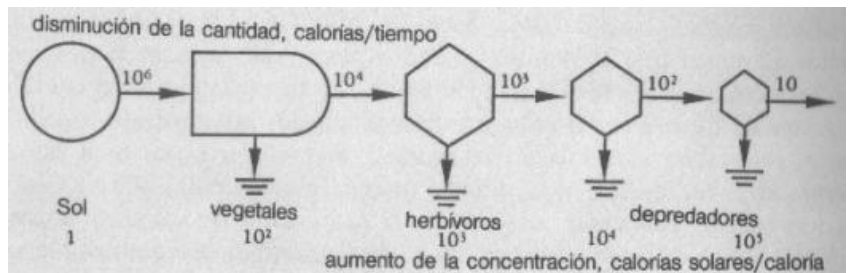 disminución de la cantidad, calorías/tiempo
10⁶ 10⁴ 10³ 10² 10
Sol vegetales herbívoros depredadores
1 10² 10³ 10⁴ 10⁵
aumento de la concentración, calorías solares/caloría